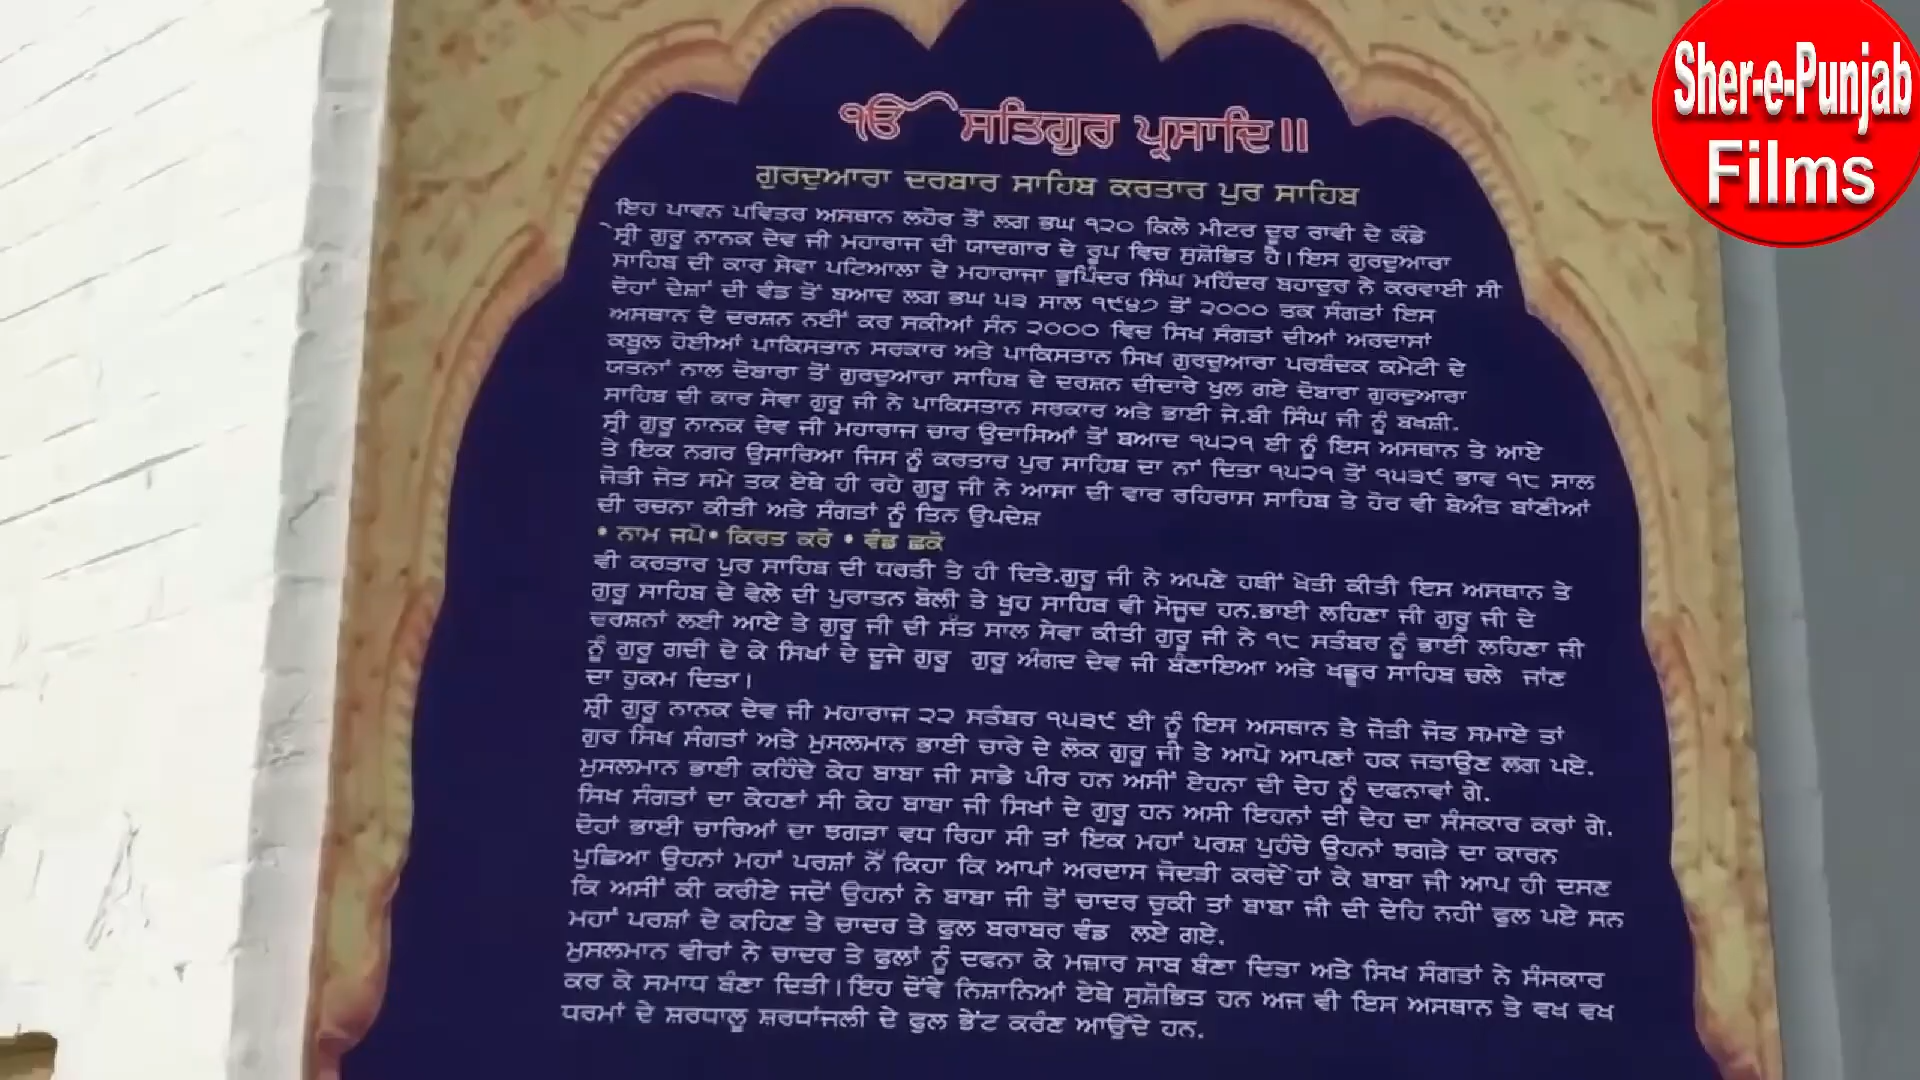 ੴ ਸਤਿਗੁਰ ਪ੍ਰਸਾਦਿ॥
ਗੁਰਦੁਆਰਾ ਦਰਬਾਰ ਸਾਹਿਬ ਕਰਤਾਰ ਪੁਰ ਸਾਹਿਬ
ਇਹ ਪਾਵਨ ਪਵਿਤਰ ਅਸਥਾਨ ਲਹੌਰ ਤੋਂ ਲਗ ਭਘ ੧੨੦ ਕਿਲੋ ਮੀਟਰ ਦੂਰ ਰਾਵੀ ਦੇ ਕੰਡੇ
ਸ੍ਰੀ ਗੁਰੂ ਨਾਨਕ ਦੇਵ ਜੀ ਮਹਾਰਾਜ ਦੀ ਯਾਦਗਾਰ ਦੇ ਰੂਪ ਵਿਚ ਸੁਸ਼ੋਭਿਤ ਹੈ। ਇਸ ਗੁਰਦੁਆਰਾ
ਸਾਹਿਬ ਦੀ ਕਾਰ ਸੇਵਾ ਪਟਿਆਲਾ ਦੇ ਮਹਾਰਾਜਾ ਭੁਪਿੰਦਰ ਸਿੰਘ ਮਹਿੰਦਰ ਬਹਾਦੁਰ ਨੇ ਕਰਵਾਈ ਸੀ
ਦੋਹਾਂ ਦੇਸ਼ਾਂ ਦੀ ਵੰਡ ਤੋਂ ਬਆਦ ਲਗ ਭਘ ੫੩ ਸਾਲ ੧੯੪੭ ਤੋਂ ੨੦੦੦ ਤਕ ਸੰਗਤਾਂ ਇਸ
ਅਸਥਾਨ ਦੇ ਦਰਸ਼ਨ ਨਈਂ ਕਰ ਸਕੀਆਂ ਸੰਨ ੨੦੦੦ ਵਿਚ ਸਿਖ ਸੰਗਤਾਂ ਦੀਆਂ ਅਰਦਾਸਾਂ
ਕਬੂਲ ਹੋਈਆਂ ਪਾਕਿਸਤਾਨ ਸਰਕਾਰ ਅਤੇ ਪਾਕਿਸਤਾਨ ਸਿਖ ਗੁਰਦੁਆਰਾ ਪਰਬੰਦਕ ਕਮੇਟੀ ਦੇ
ਯਤਨਾਂ ਨਾਲ ਦੋਬਾਰਾ ਤੋਂ ਗੁਰਦੁਆਰਾ ਸਾਹਿਬ ਦੇ ਦਰਸ਼ਨ ਦੀਦਾਰੇ ਖੁਲ ਗਏ ਦੋਬਾਰਾ ਗੁਰਦੁਆਰਾ
ਸਾਹਿਬ ਦੀ ਕਾਰ ਸੇਵਾ ਗੁਰੂ ਜੀ ਨੇ ਪਾਕਿਸਤਾਨ ਸਰਕਾਰ ਅਤੇ ਭਾਈ ਜੇ.ਬੀ ਸਿੰਘ ਜੀ ਨੂੰ ਬਖਸ਼ੀ.
ਸ੍ਰੀ ਗੁਰੂ ਨਾਨਕ ਦੇਵ ਜੀ ਮਹਾਰਾਜ ਚਾਰ ਉਦਾਸਿਆਂ ਤੋਂ ਬਆਦ ੧੫੨੧ ਈ ਨੂੰ ਇਸ ਅਸਥਾਨ ਤੇ ਆਏ
ਤੇ ਇਕ ਨਗਰ ਉਸਾਰਿਆ ਜਿਸ ਨੂੰ ਕਰਤਾਰ ਪੁਰ ਸਾਹਿਬ ਦਾ ਨਾਂ ਦਿਤਾ ੧੫੨੧ ਤੋਂ ੧੫੩੯ ਭਾਵ ੧੮ ਸਾਲ
ਜੋਤੀ ਜੋਤ ਸਮੇ ਤਕ ਏਥੇ ਹੀ ਰਹੇ ਗੁਰੂ ਜੀ ਨੇ ਆਸਾ ਦੀ ਵਾਰ ਰਹਿਰਾਸ ਸਾਹਿਬ ਤੇ ਹੋਰ ਵੀ ਬੇਅੰਤ ਬਾਂਣੀਆਂ
ਦੀ ਰਚਨਾ ਕੀਤੀ ਅਤੇ ਸੰਗਤਾਂ ਨੂੰ ਤਿਨ ਉਪਦੇਸ਼
• ਨਾਮ ਜਪੋ • ਕਿਰਤ ਕਰੋ • ਵੰਡ ਛਕੋ
ਵੀ ਕਰਤਾਰ ਪੁਰ ਸਾਹਿਬ ਦੀ ਧਰਤੀ ਤੇ ਹੀ ਦਿਤੇ.ਗੁਰੂ ਜੀ ਨੇ ਅਪਣੇ ਹਥੀਂ ਖੇਤੀ ਕੀਤੀ ਇਸ ਅਸਥਾਨ ਤੇ
ਗੁਰੂ ਸਾਹਿਬ ਦੇ ਵੇਲੇ ਦੀ ਪੁਰਾਤਨ ਬੋਲੀ ਤੇ ਖੂਹ ਸਾਹਿਬ ਵੀ ਮੋਜੂਦ ਹਨ.ਭਾਈ ਲਹਿਣਾ ਜੀ ਗੁਰੂ ਜੀ ਦੇ
ਦਰਸ਼ਨਾਂ ਲਈ ਆਏ ਤੇ ਗੁਰੂ ਜੀ ਦੀ ਸੱਤ ਸਾਲ ਸੇਵਾ ਕੀਤੀ ਗੁਰੂ ਜੀ ਨੇ ੧੮ ਸਤੰਬਰ ਨੂੰ ਭਾਈ ਲਹਿਣਾ ਜੀ
ਨੂੰ ਗੁਰੂ ਗਦੀ ਦੇ ਕੇ ਸਿਖਾਂ ਦੇ ਦੂਜੇ ਗੁਰੂ ਗੁਰੂ ਅੰਗਦ ਦੇਵ ਜੀ ਬੰਣਾਇਆ ਅਤੇ ਖਡੂਰ ਸਾਹਿਬ ਚਲੇ ਜਾਂਣ
ਦਾ ਹੁਕਮ ਦਿਤਾ।
ਸ੍ਰੀ ਗੁਰੂ ਨਾਨਕ ਦੇਵ ਜੀ ਮਹਾਰਾਜ ੨੨ ਸਤੰਬਰ ੧੫੩੯ ਈ ਨੂੰ ਇਸ ਅਸਥਾਨ ਤੇ ਜੋਤੀ ਜੋਤ ਸਮਾਏ ਤਾਂ
ਗੁਰ ਸਿਖ ਸੰਗਤਾਂ ਅਤੇ ਮੁਸਲਮਾਨ ਭਾਈ ਚਾਰੇ ਦੇ ਲੋਕ ਗੁਰੂ ਜੀ ਤੇ ਆਪੋ ਆਪਣਾਂ ਹਕ ਜਤਾਉਣ ਲਗ ਪਏ.
ਮੁਸਲਮਾਨ ਭਾਈ ਕਹਿੰਦੇ ਕੇਹ ਬਾਬਾ ਜੀ ਸਾਡੇ ਪੀਰ ਹਨ ਅਸੀਂ ਏਹਨਾ ਦੀ ਦੇਹ ਨੂੰ ਦਫਨਾਵਾਂ ਗੇ.
ਸਿਖ ਸੰਗਤਾਂ ਦਾ ਕੇਹਣਾਂ ਸੀ ਕੇਹ ਬਾਬਾ ਜੀ ਸਿਖਾਂ ਦੇ ਗੁਰੂ ਹਨ ਅਸੀ ਇਹਨਾਂ ਦੀ ਦੇਹ ਦਾ ਸੰਸਕਾਰ ਕਰਾਂ ਗੇ.
ਦੋਹਾਂ ਭਾਈ ਚਾਰਿਆਂ ਦਾ ਝਗੜਾ ਵਧ ਰਿਹਾ ਸੀ ਤਾਂ ਇਕ ਮਹਾਂ ਪਰਸ਼ ਪੁਹੰਚੇ ਉਹਨਾਂ ਝਗੜੇ ਦਾ ਕਾਰਨ
ਪੁਛਿਆ ਉਹਨਾਂ ਮਹਾਂ ਪਰਸ਼ਾਂ ਨੇਂ ਕਿਹਾ ਕਿ ਆਪਾਂ ਅਰਦਾਸ ਜੋਦੜੀ ਕਰਦੇਂ ਹਾਂ ਕੇ ਬਾਬਾ ਜੀ ਆਪ ਹੀ ਦਸਣ
ਕਿ ਅਸੀਂ ਕੀ ਕਰੀਏ ਜਦੋਂ ਉਹਨਾਂ ਨੇ ਬਾਬਾ ਜੀ ਤੋਂ ਚਾਦਰ ਚੁਕੀ ਤਾਂ ਬਾਬਾ ਜੀ ਦੀ ਦੇਹਿ ਨਹੀਂ ਫੁਲ ਪਏ ਸਨ
ਮਹਾਂ ਪਰਸ਼ਾਂ ਦੇ ਕਹਿਣ ਤੇ ਚਾਦਰ ਤੇ ਫੁਲ ਬਰਾਬਰ ਵੰਡ ਲਏ ਗਏ.
ਮੁਸਲਮਾਨ ਵੀਰਾਂ ਨੇ ਚਾਦਰ ਤੇ ਫੁਲਾਂ ਨੂੰ ਦਫਨਾ ਕੇ ਮਜ਼ਾਰ ਸ਼ਾਬ ਬੰਣਾ ਦਿਤਾ ਅਤੇ ਸਿਖ ਸੰਗਤਾਂ ਨੇ ਸੰਸਕਾਰ
ਕਰ ਕੇ ਸਮਾਧ ਬੰਣਾ ਦਿਤੀ। ਇਹ ਦੋਂਵੇ ਨਿਸ਼ਾਨਿਆਂ ਏਥੇ ਸੁਸ਼ੋਭਿਤ ਹਨ ਅਜ ਵੀ ਇਸ ਅਸਥਾਨ ਤੇ ਵਖ ਵਖ
ਧਰਮਾਂ ਦੇ ਸ਼ਰਧਾਲੂ ਸ਼ਰਧਾਂਜਲੀ ਦੇ ਫੁਲ ਭੇਂਟ ਕਰੰਣ ਆਉਂਦੇ ਹਨ.
Sher-e-Punjab
Films